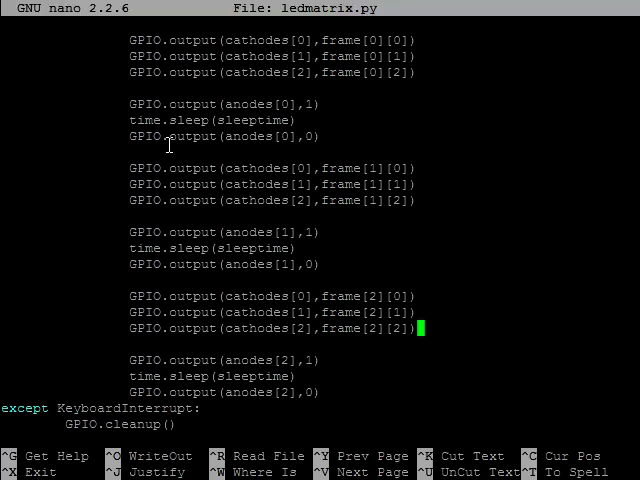 GNU nano 2.2.6 File: ledmatrix.py
GPIO.output(cathodes[0],frame[0][0])
GPIO.output(cathodes[1],frame[0][1])
GPIO.output(cathodes[2],frame[0][2])
GPIO.output(anodes[0],1)
time.sleep(sleeptime)
GPIO.output(anodes[0],0)
GPIO.output(cathodes[0],frame[1][0])
GPIO.output(cathodes[1],frame[1][1])
GPIO.output(cathodes[2],frame[1][2])
GPIO.output(anodes[1],1)
time.sleep(sleeptime)
GPIO.output(anodes[1],0)
GPIO.output(cathodes[0],frame[2][0])
GPIO.output(cathodes[1],frame[2][1])
GPIO.output(cathodes[2],frame[2][2])
GPIO.output(anodes[2],1)
time.sleep(sleeptime)
GPIO.output(anodes[2],0)
except KeyboardInterrupt:
GPIO.cleanup()
^G Get Help ^O WriteOut ^R Read File ^Y Prev Page ^K Cut Text ^C Cur Pos
^X Exit ^J Justify ^W Where Is ^V Next Page ^U UnCut Text ^T To Spell